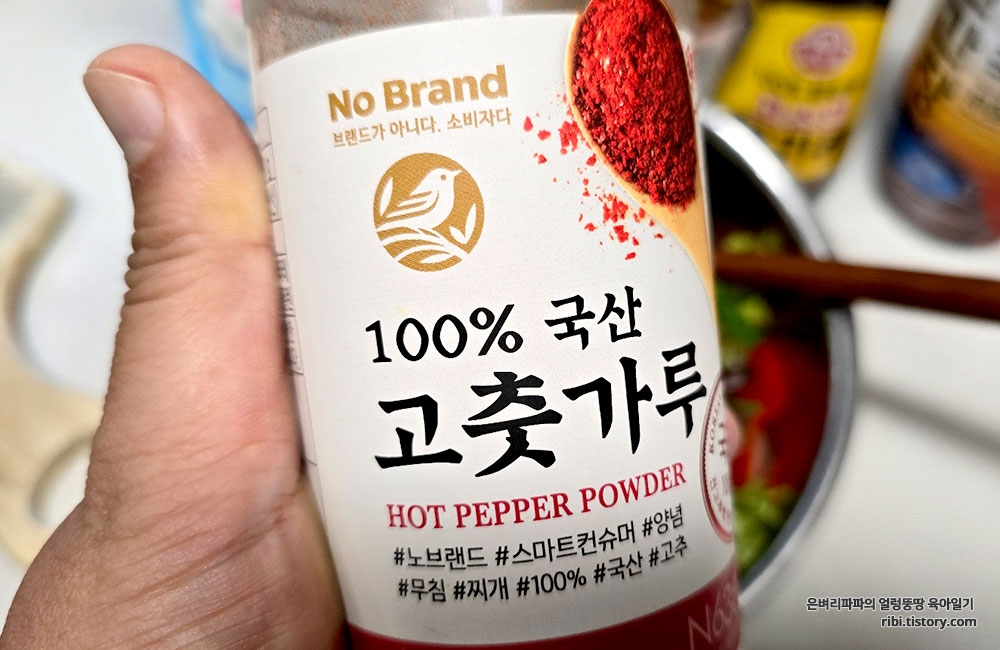 No Brand
브랜드가 아니다. 소비자다
100% 국산
고춧가루
HOT PEPPER POWDER
#노브랜드 #스마트컨슈머 #양념
#무침 #찌개 #100% #국산 #고추
은벼리파파의 얼렁뚱땅 육아일기
ribi.tistory.com